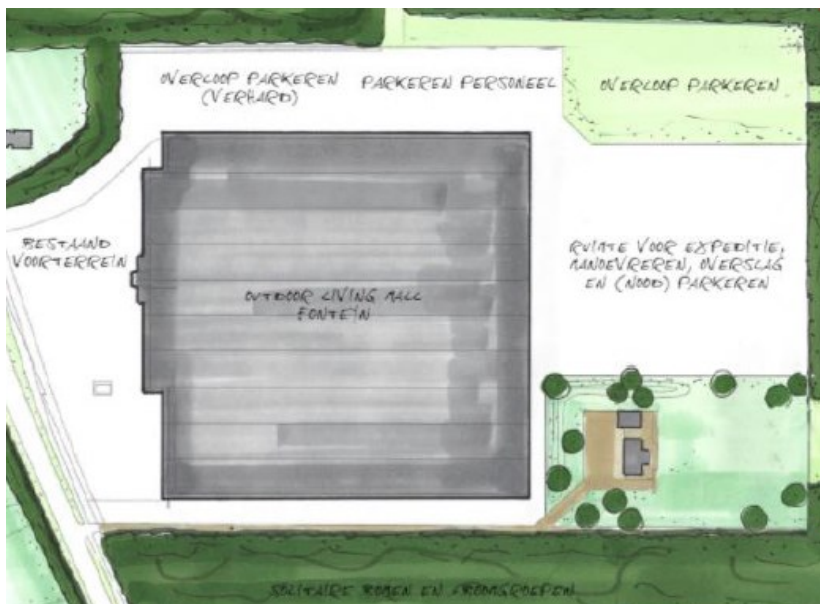 OVERLOOP PARKEREN
(VERHARD)
PARKEREN PERSONEEL
OVERLOOP PARKEREN
BESTAAND
VOORTERREIN
RUIMTE VOOR EXPEDITIE,
MANOEVREREN, OVERSLAG
EN (NOOD) PARKEREN
OUTDOOR LIVING MALL
FONTEIN
SOLITAIRE BOMEN EN BOOMGROEPEN